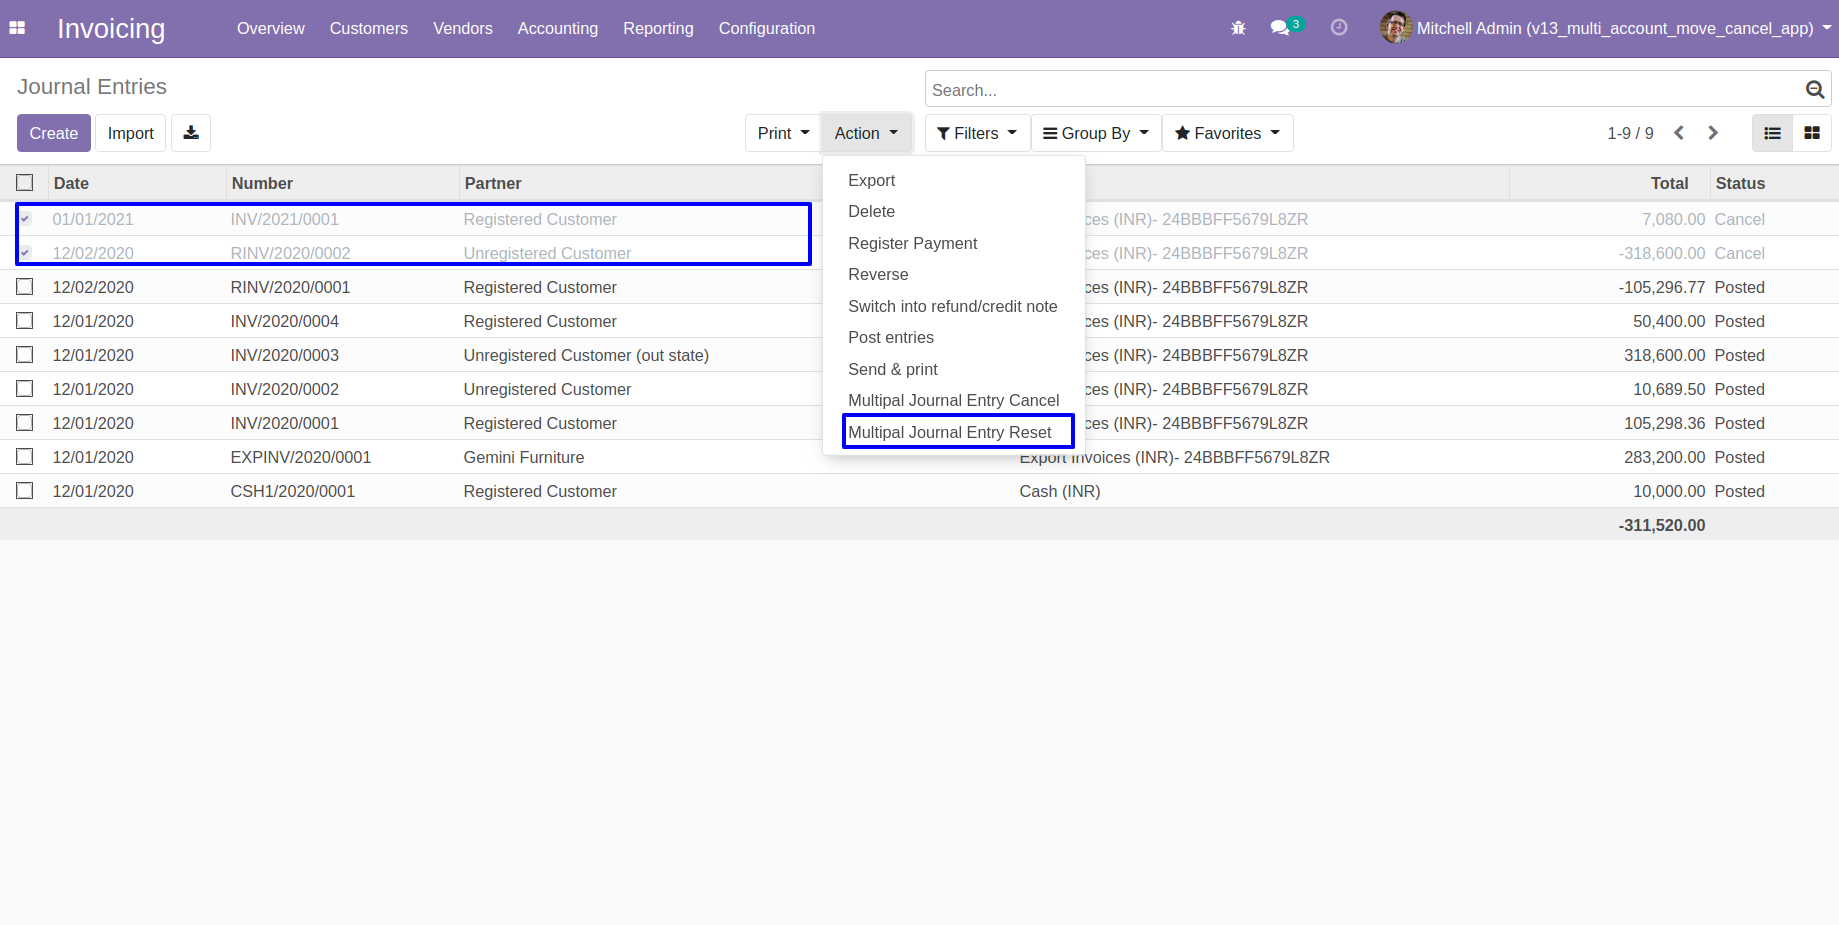 Invoicing Overview Customers Vendors Accounting Reporting Configuration 3 Mitchell Admin (v13_multi_account_move_cancel_app)
Journal Entries
Search...
Create Import Print Action Filters Group By Favorites 1-9 / 9
Date Number Partner Total Status
01/01/2021 INV/2021/0001 Registered Customer ces (INR)- 24BBBFF5679L8ZR 7,080.00 Cancel
12/02/2020 RINV/2020/0002 Unregistered Customer ces (INR)- 24BBBFF5679L8ZR -318,600.00 Cancel
12/02/2020 RINV/2020/0001 Registered Customer ces (INR)- 24BBBFF5679L8ZR -105,296.77 Posted
12/01/2020 INV/2020/0004 Registered Customer ces (INR)- 24BBBFF5679L8ZR 50,400.00 Posted
12/01/2020 INV/2020/0003 Unregistered Customer (out state) ces (INR)- 24BBBFF5679L8ZR 318,600.00 Posted
12/01/2020 INV/2020/0002 Unregistered Customer ces (INR)- 24BBBFF5679L8ZR 10,689.50 Posted
12/01/2020 INV/2020/0001 Registered Customer ces (INR)- 24BBBFF5679L8ZR 105,298.36 Posted
12/01/2020 EXPINV/2020/0001 Gemini Furniture Export Invoices (INR)- 24BBBFF5679L8ZR 283,200.00 Posted
12/01/2020 CSH1/2020/0001 Registered Customer Cash (INR) 10,000.00 Posted
-311,520.00
Export
Delete
Register Payment
Reverse
Switch into refund/credit note
Post entries
Send & print
Multipal Journal Entry Cancel
Multipal Journal Entry Reset